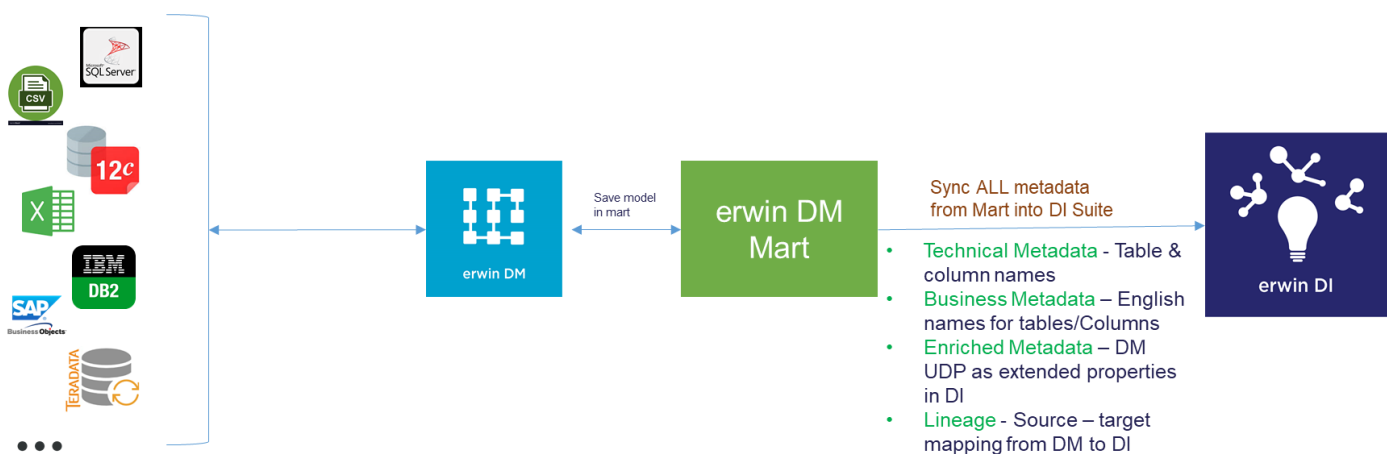 Microsoft
SQL Server
CSV
12c
X
IBM
DB2
SAP
Business Objects
TERADATA
erwin DM
Save model
in mart
erwin DM
Mart
Sync ALL metadata
from Mart into DI Suite
• Technical Metadata - Table &
column names
• Business Metadata – English
names for tables/Columns
• Enriched Metadata – DM
UDP as extended properties
in DI
• Lineage - Source – target
mapping from DM to DI
erwin DI